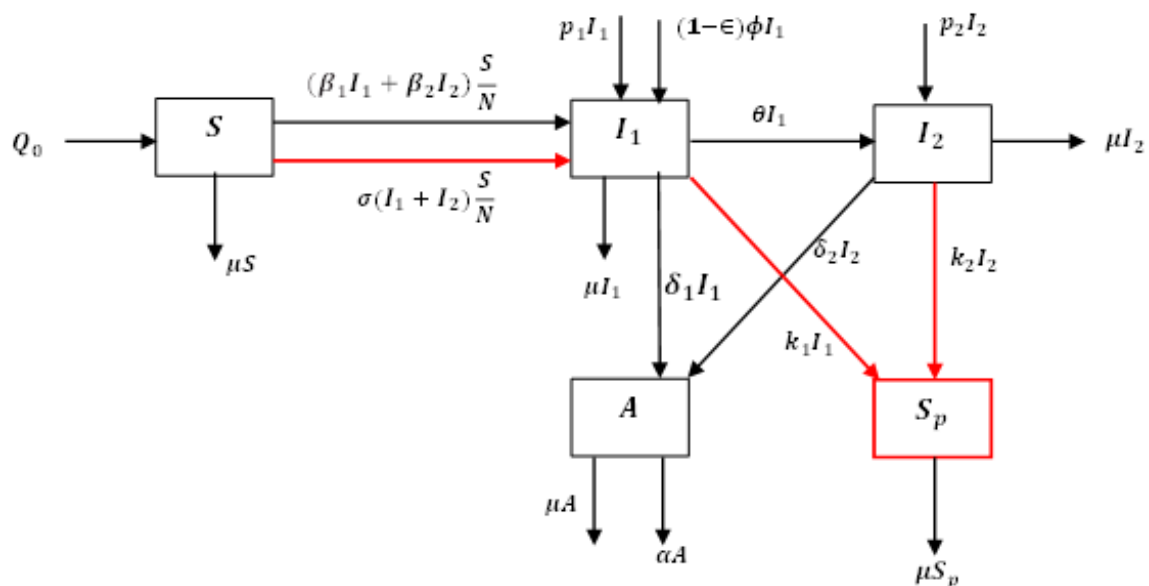 p₁I₁
(1−∈)ϕI₁
p₂I₂
(β₁I₁ + β₂I₂) S/N
Q₀
S
I₁
θI₁
I₂
μI₂
σ(I₁ + I₂) S/N
μS
μI₁
δ₁I₁
δ₂I₂
k₂I₂
k₁I₁
A
Sₚ
μA
αA
μSₚ